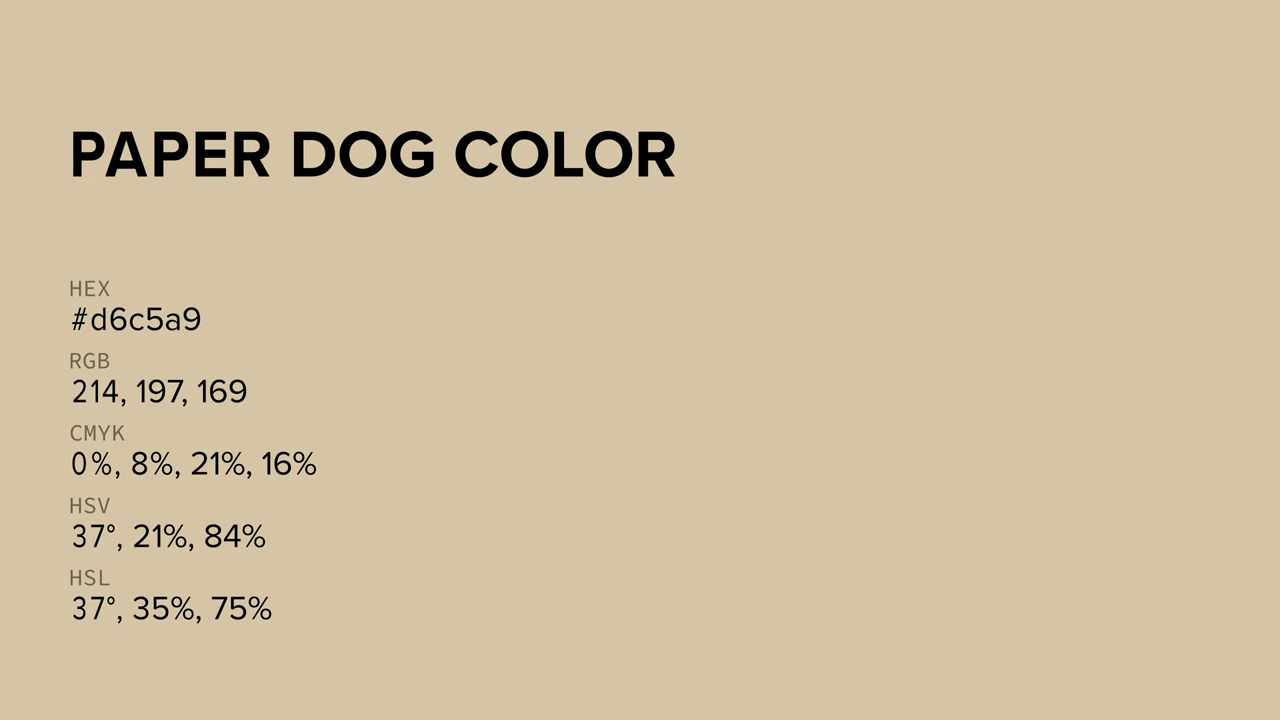 PAPER DOG COLOR
HEX
#d6c5a9
RGB
214, 197, 169
CMYK
0%, 8%, 21%, 16%
HSV
37°, 21%, 84%
HSL
37°, 35%, 75%